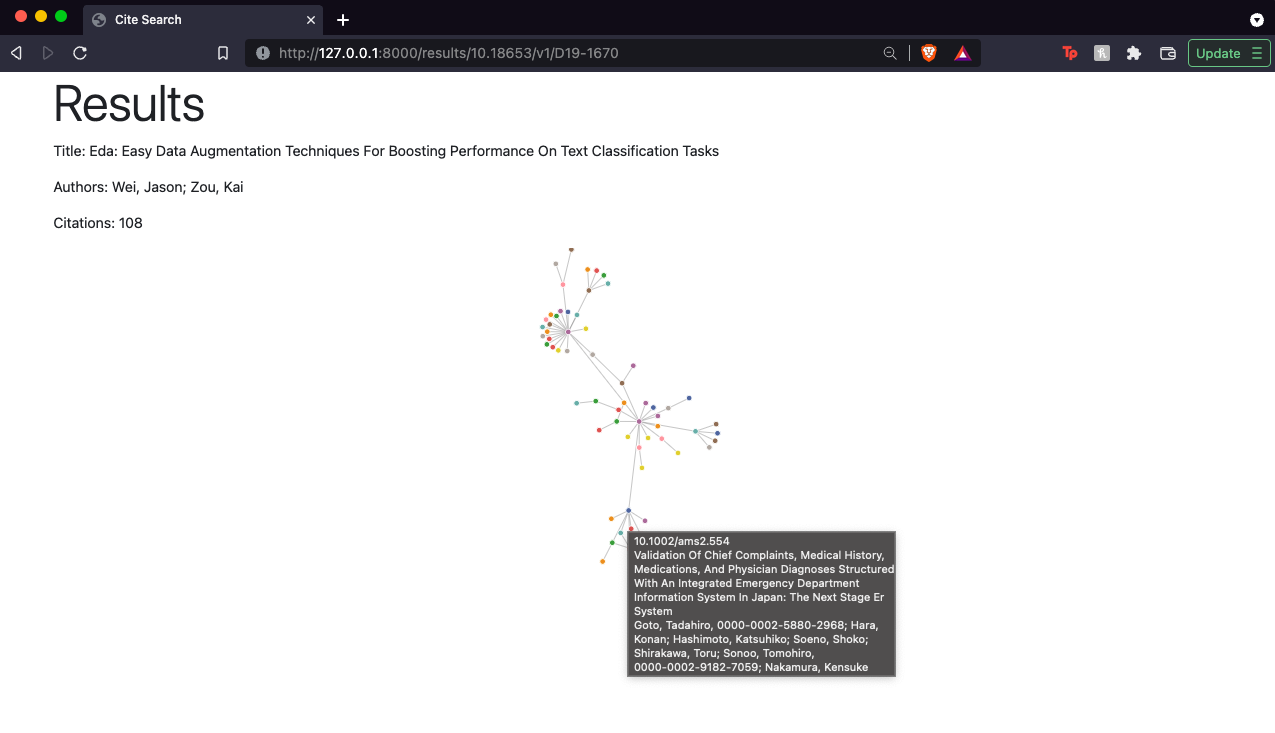 Cite Search
http://127.0.0.1:8000/results/10.18653/v1/D19-1670
Tp
Update
Results
Title: Eda: Easy Data Augmentation Techniques For Boosting Performance On Text Classification Tasks
Authors: Wei, Jason; Zou, Kai
Citations: 108
10.1002/ams2.554
Validation Of Chief Complaints, Medical History,
Medications, And Physician Diagnoses Structured
With An Integrated Emergency Department
Information System In Japan: The Next Stage Er
System
Goto, Tadahiro, 0000-0002-5880-2968; Hara,
Konan; Hashimoto, Katsuhiko; Soeno, Shoko;
Shirakawa, Toru; Sonoo, Tomohiro,
0000-0002-9182-7059; Nakamura, Kensuke